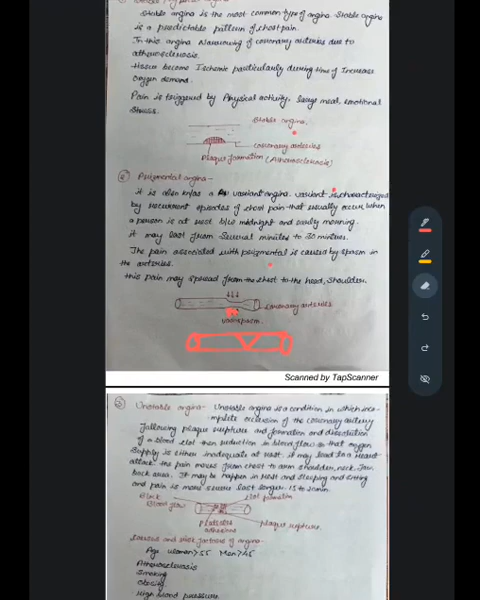 Stable angina is the most common type of angina. Stable angina
is a predictable pattern of chest pain.
In this angina Narrowing of coronary arteries due to
atherosclerosis.
become Ischemic particularly during time of Increase
oxygen demand.
Pain is triggered by Physical activity, large meal, emotional
stress.
Stable angina.
coronary arteries
Plaque formation (Atherosclerosis)
② angina-
It is also k/as a variant angina. variant is characterized
by recurrent episodes of chest pain that usually occur when
a person is at rest b/w midnight and early morning.
it may last from several minutes to 30 minutes.
The pain associated with prizmental is caused by spasm in
the arteries.
this pain may spread from the chest to the head, shoulder.
coronary arteries
vasospasm.
Scanned by TapScanner
③ Unstable angina- Unstable angina is a condition in which inco-
mplete occlusion of the coronary artery
following plaque rupture and formation and dissolution
of a blood clot then reduction in blood flow so that oxygen
supply is either inadequate at rest. it may lead to a heart
attack. the pain moves from chest to arm shoulder, neck, Jaw
back area. It may be happen in rest and sleeping and sitting
and pain is more severe last longer. 15 to 20min.
Block
Blood flow
clot formation
Platelets
adhesion
plaque rupture.
and risk factors of angina-
Age women>55 Men>45
Atherosclerosis
Smoking
Obesity
High blood pressure